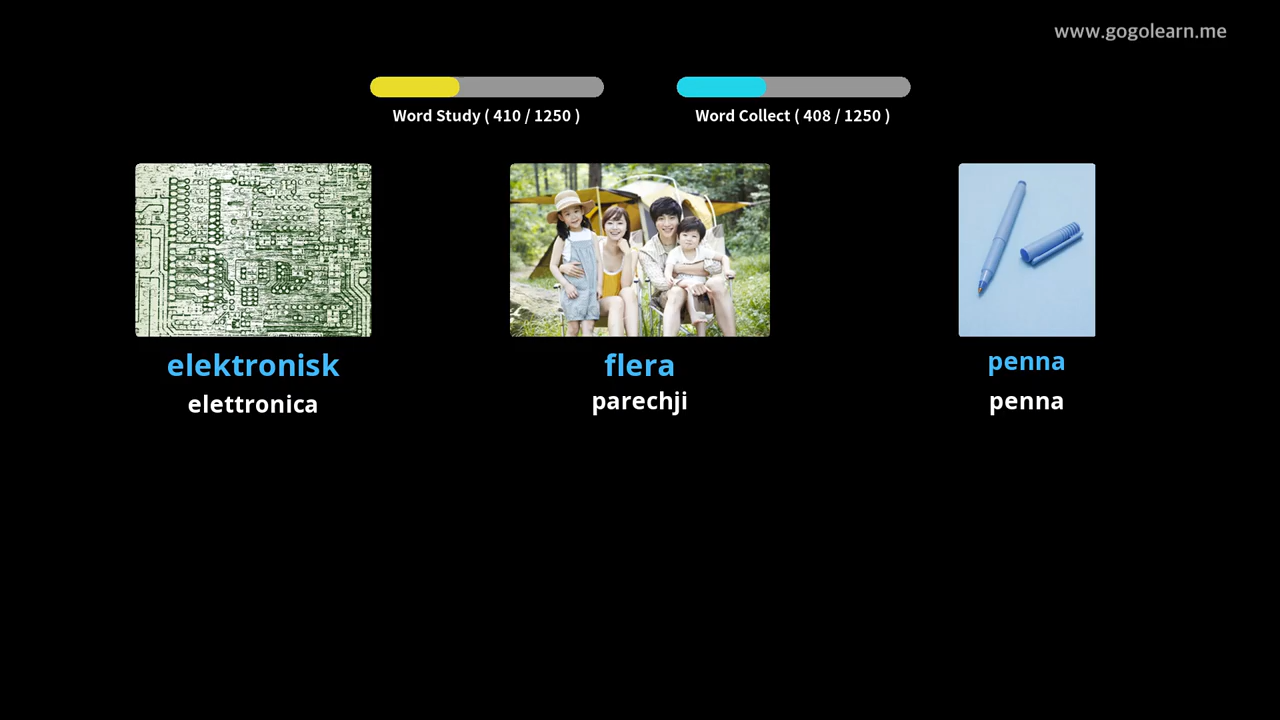 www.gogolearn.me
Word Study ( 410 / 1250 )
Word Collect ( 408 / 1250 )
elektronisk
elettronica
flera
parechji
penna
penna